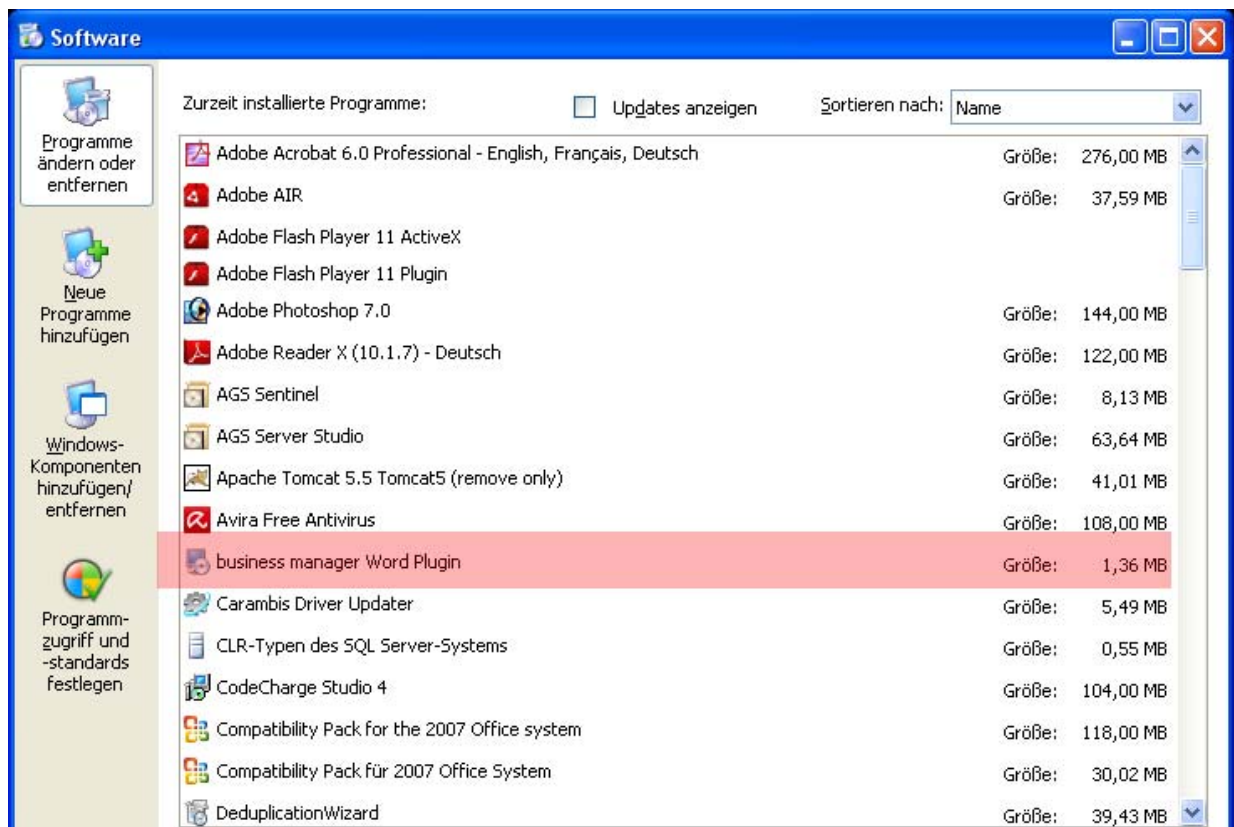 Software
Zurzeit installierte Programme: Updates anzeigen Sortieren nach: Name
Programme
ändern oder
entfernen
Neue
Programme
hinzufügen
Windows-
Komponenten
hinzufügen/
entfernen
Programm-
zugriff und
-standards
festlegen
Adobe Acrobat 6.0 Professional - English, Français, Deutsch Größe: 276,00 MB
Adobe AIR Größe: 37,59 MB
Adobe Flash Player 11 ActiveX
Adobe Flash Player 11 Plugin
Adobe Photoshop 7.0 Größe: 144,00 MB
Adobe Reader X (10.1.7) - Deutsch Größe: 122,00 MB
AGS Sentinel Größe: 8,13 MB
AGS Server Studio Größe: 63,64 MB
Apache Tomcat 5.5 Tomcat5 (remove only) Größe: 41,01 MB
Avira Free Antivirus Größe: 108,00 MB
business manager Word Plugin Größe: 1,36 MB
Carambis Driver Updater Größe: 5,49 MB
CLR-Typen des SQL Server-Systems Größe: 0,55 MB
CodeCharge Studio 4 Größe: 104,00 MB
Compatibility Pack for the 2007 Office system Größe: 118,00 MB
Compatibility Pack für 2007 Office System Größe: 30,02 MB
DeduplicationWizard Größe: 39,43 MB